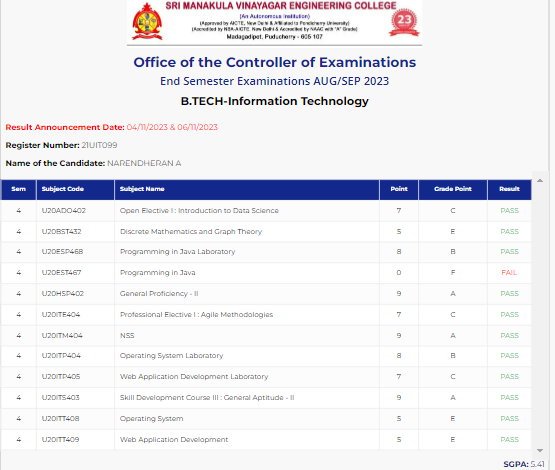 SRI MANAKULA VINAYAGAR ENGINEERING COLLEGE
(An Autonomous Institution)
(Approved by AICTE, New Delhi & Affiliated to Pondicherry University)
(Accredited by NBA-AICTE, New Delhi & Accredited by NAAC with "A" Grade)
Madagadipet, Puducherry - 605 107
23
Office of the Controller of Examinations
End Semester Examinations AUG/SEP 2023
B.TECH-Information Technology
Result Announcement Date: 04/11/2023 & 06/11/2023
Register Number: 21UIT099
Name of the Candidate: NARENDHERAN A
Sem Subject Code Subject Name Point Grade Point Result
4 U20ADO402 Open Elective I : Introduction to Data Science 7 C PASS
4 U20BST432 Discrete Mathematics and Graph Theory 5 E PASS
4 U20ESP468 Programming in Java Laboratory 8 B PASS
4 U20EST467 Programming in Java 0 F FAIL
4 U20HSP402 General Proficiency - II 9 A PASS
4 U20ITE404 Professional Elective I : Agile Methodologies 7 C PASS
4 U20ITM404 NSS 9 A PASS
4 U20ITP404 Operating System Laboratory 8 B PASS
4 U20ITP405 Web Application Development Laboratory 7 C PASS
4 U20ITS403 Skill Development Course III : General Aptitude - II 9 A PASS
4 U20ITT408 Operating System 5 E PASS
4 U20ITT409 Web Application Development 5 E PASS
SGPA: 5.41